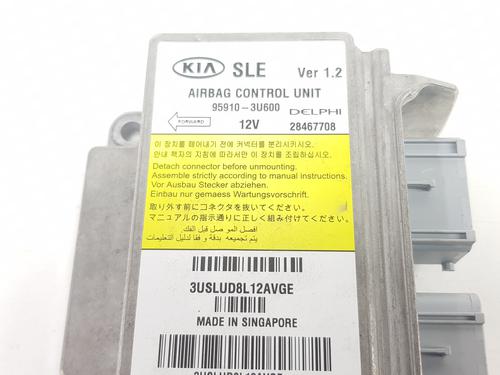 KIA SLE Ver 1.2
AIRBAG CONTROL UNIT
95910-3U600 DELPHI
FORWARD 12V 28467708
이 장치를 떼어내기 전에 커넥터를 분리시키시오.
안내 책자의 지침에 따라서만 이 장치를 조립하시오.
Detach connector before unmounting.
Assemble strictly according to manual instructions.
Vor Ausbau Stecker abziehen.
Einbau nur gemaess Wartungsvorschrift.
取り外す前にコネクタを抜いてください。
マニュアルの指示通りに正しく組み付けてください。
افصل الموصل قبل الفك
يتم تجميعه بدقة و فقا لدليل التعليمات
3USLUD8L12AVGE
MADE IN SINGAPORE